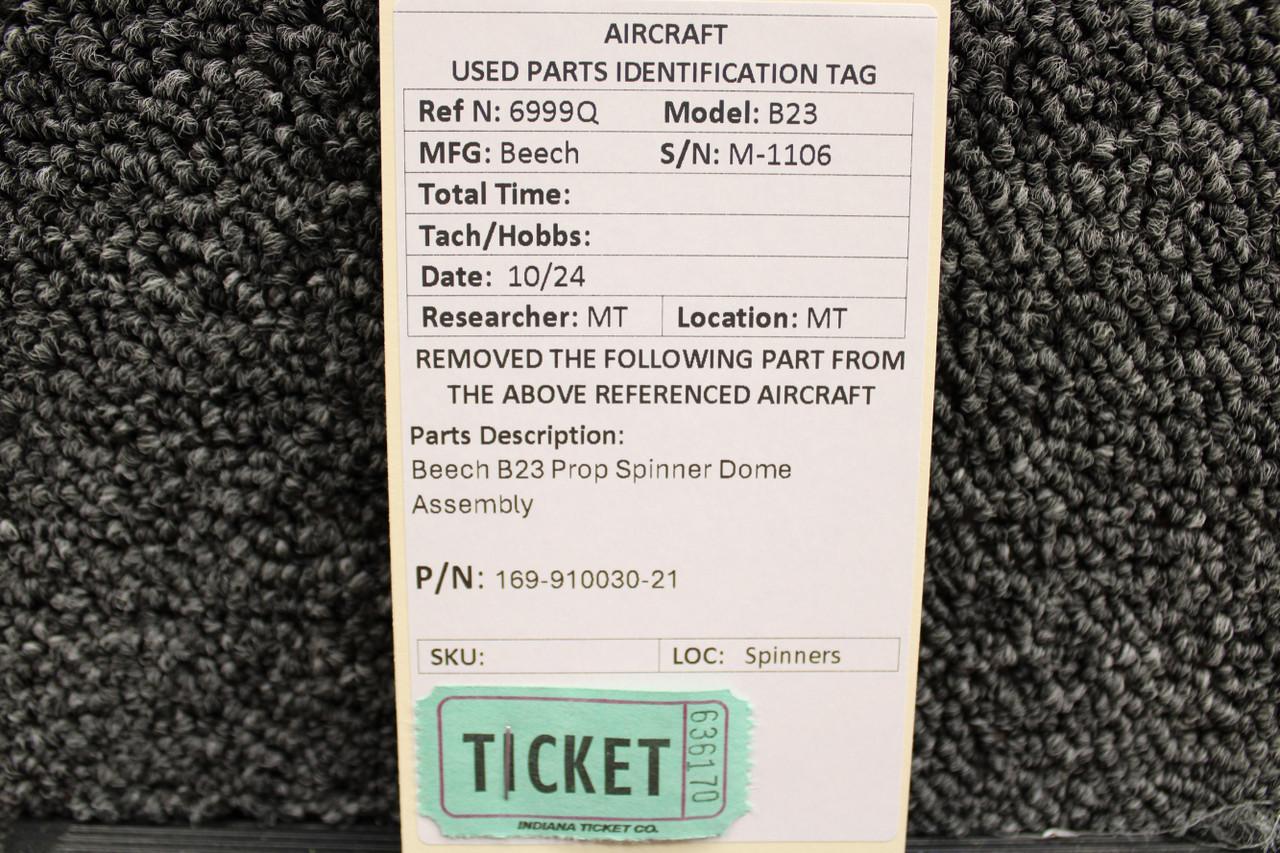 AIRCRAFT
USED PARTS IDENTIFICATION TAG
Ref N: 6999Q Model: B23
MFG: Beech S/N: M-1106
Total Time:
Tach/Hobbs:
Date: 10/24
Researcher: MT Location: MT
REMOVED THE FOLLOWING PART FROM
THE ABOVE REFERENCED AIRCRAFT
Parts Description:
Beech B23 Prop Spinner Dome
Assembly
P/N: 169-910030-21
SKU: LOC: Spinners
TICKET 636170
INDIANA TICKET CO.